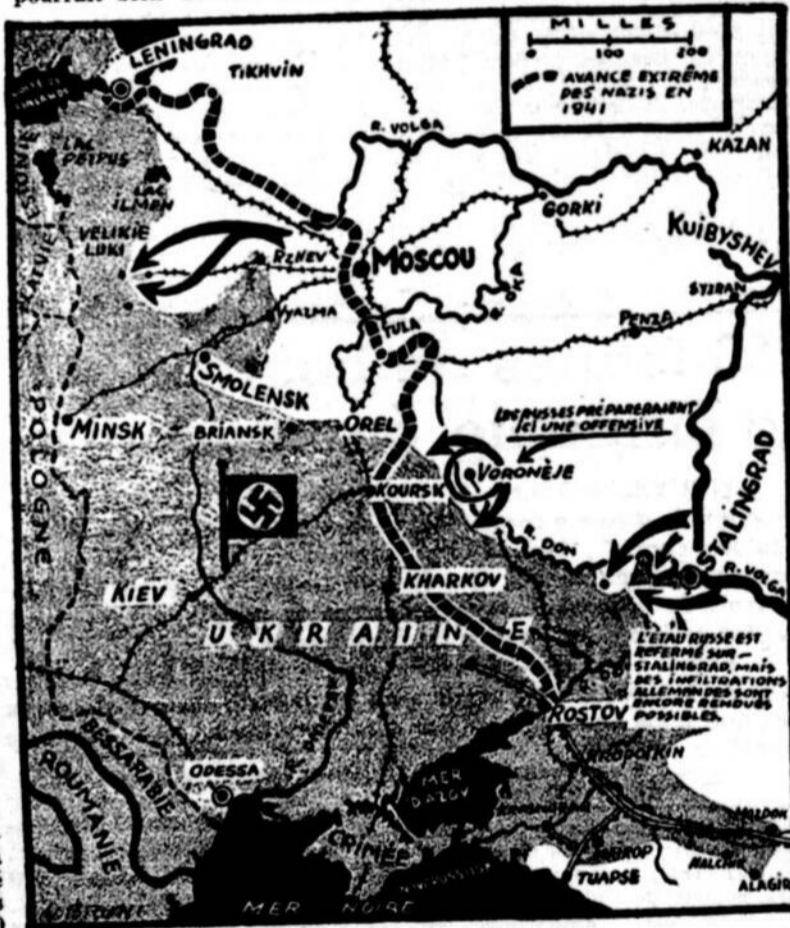 MILLES
0 100 200
AVANCE EXTRÊME
DES NAZIS EN
1941
LENINGRAD
TIKHVIN
R. VOLGA
KAZAN
ESTONIE
LAC
PEIPUS
LAC
ILMEN
GORKI
KUIBYSHEV
LATVIE
VELIKIE
LUKI
RZHEV
MOSCOU
OKA
SYZRAN
VYAZMA
TULA
PENZA
SMOLENSK
POLOGNE
MINSK
BRIANSK
OREL
LES RUSSES PRÉPARERAIENT
ICI UNE OFFENSIVE
VORONÈJE
KOURSK
STALINGRAD
R. DON
R. VOLGA
KIEV
KHARKOV
UKRAINE
L'ÉTAU RUSSE EST
REFERMÉ SUR
STALINGRAD, MAIS
DES INFILTRATIONS
ALLEMANDES SONT
ENCORE RENDUES
POSSIBLES.
ROSTOV
BESSARABIE
ROUMANIE
ODESSA
MER
D'AZOV
CRIMÉE
TUAPSE
ALAGIR
MER NOIRE